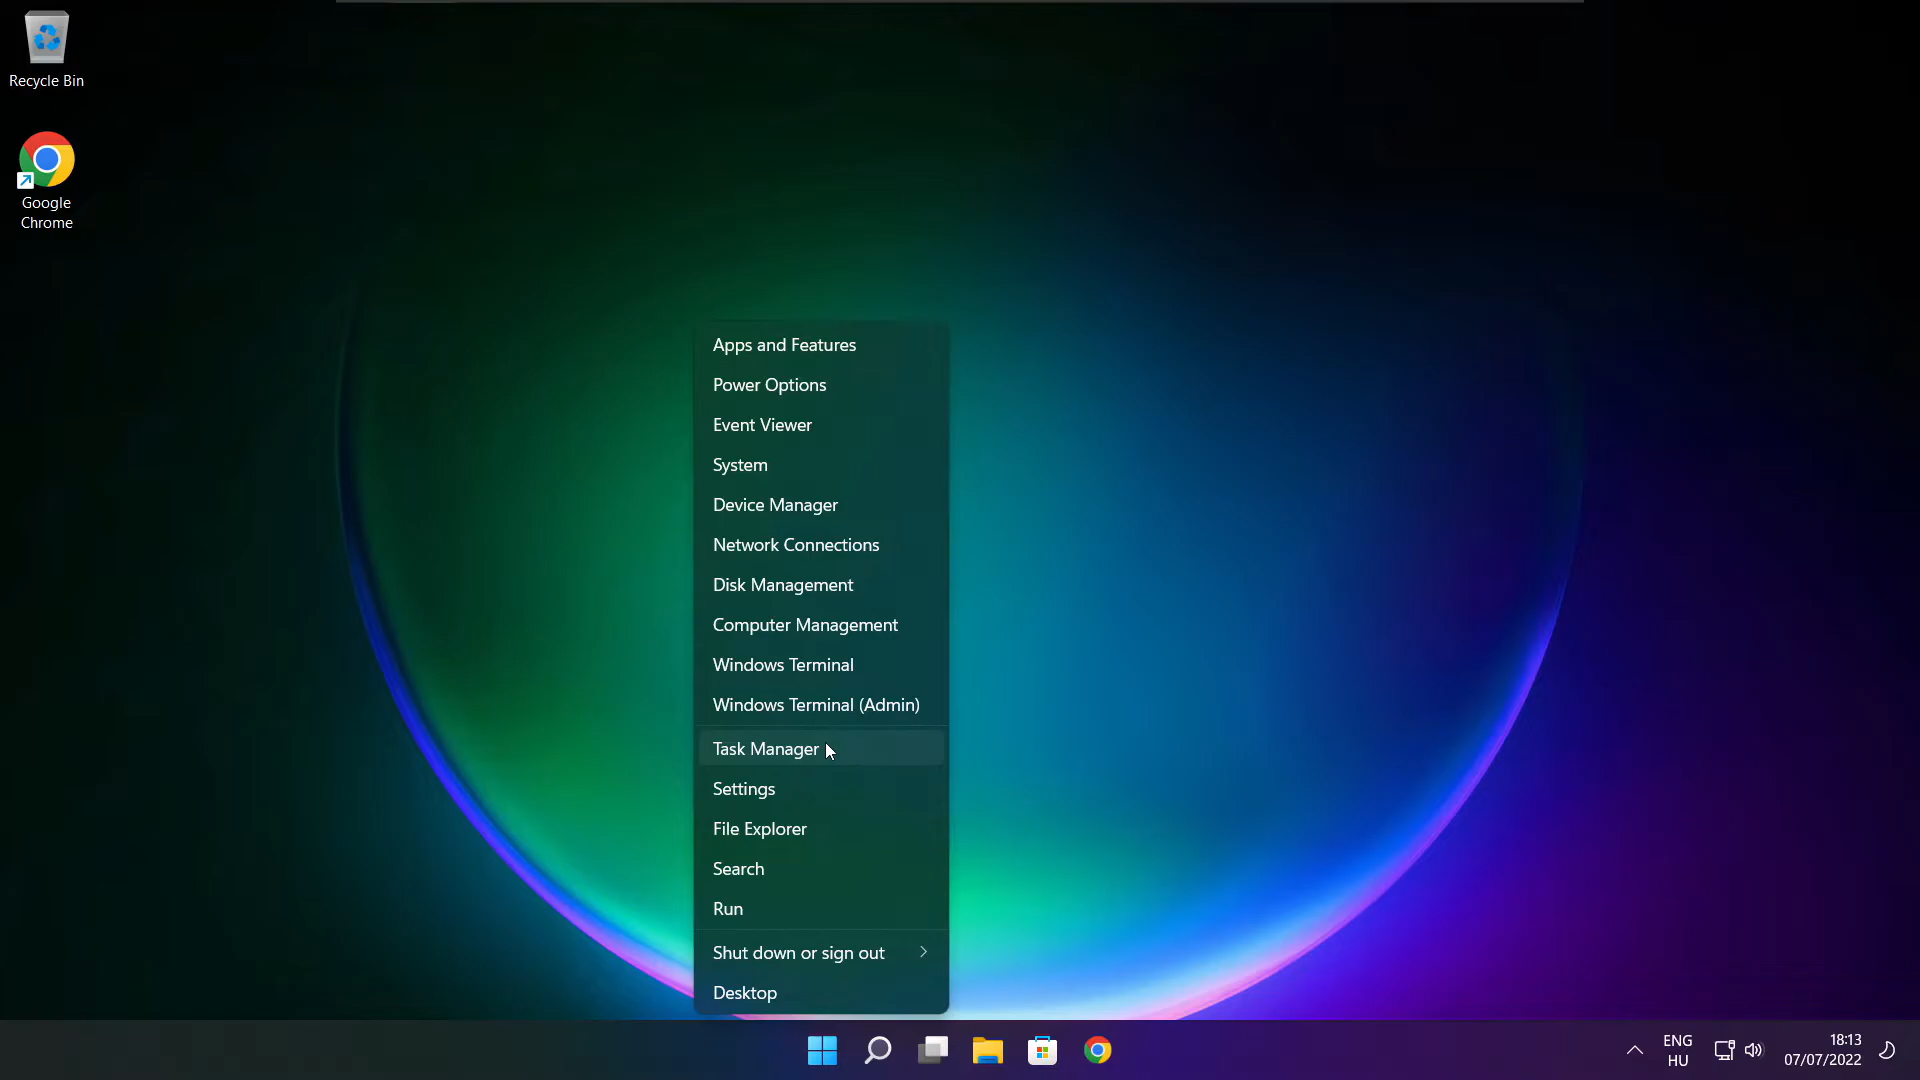 Recycle Bin
Google
Chrome
Apps and Features
Power Options
Event Viewer
System
Device Manager
Network Connections
Disk Management
Computer Management
Windows Terminal
Windows Terminal (Admin)
Task Manager
Settings
File Explorer
Search
Run
Shut down or sign out
Desktop
ENG
HU
18:13
07/07/2022